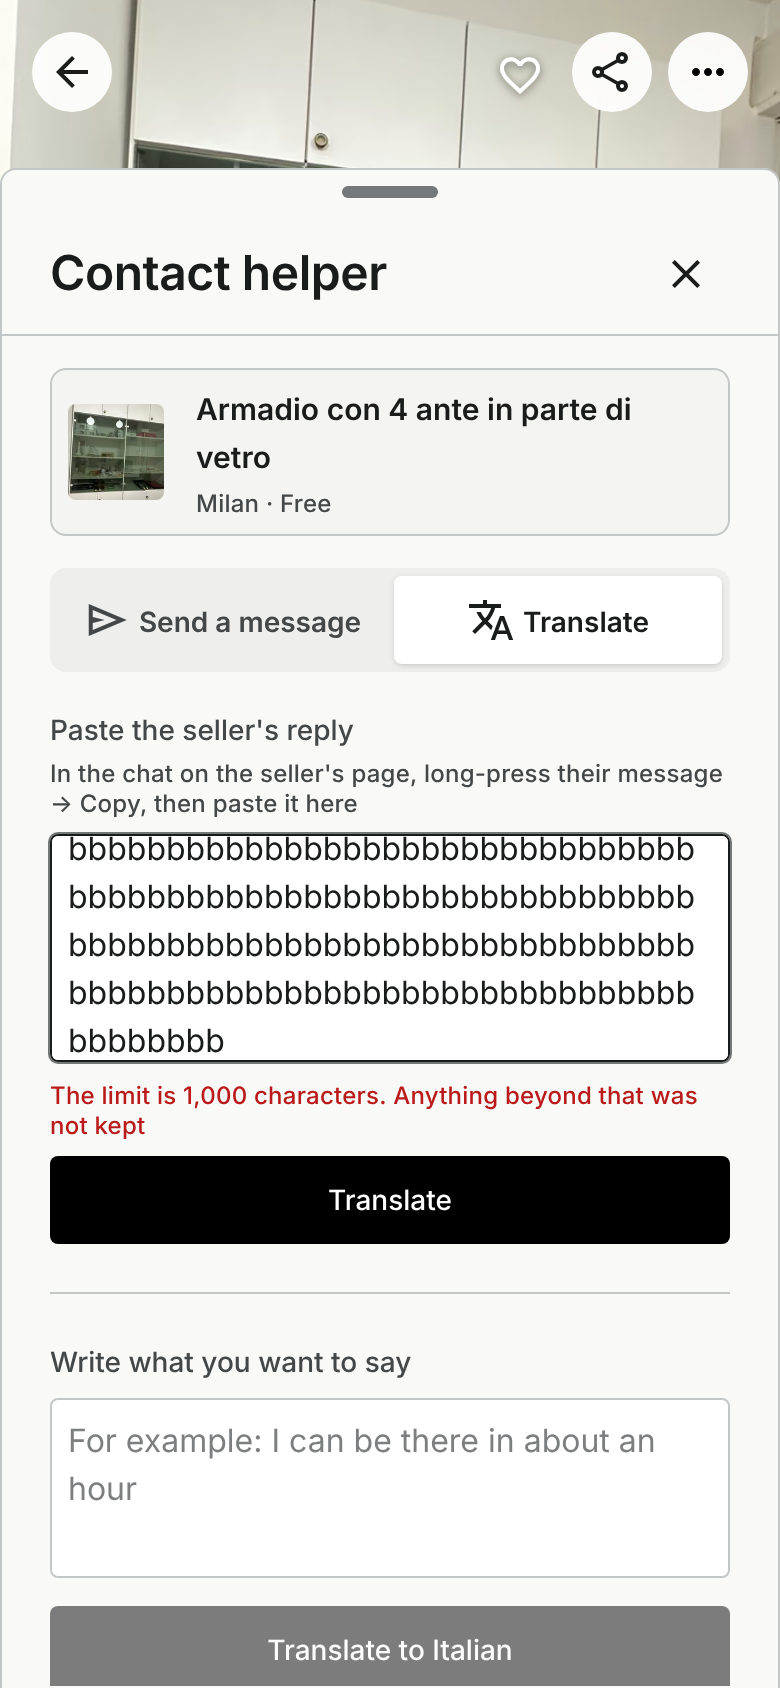 Contact helper
Armadio con 4 ante in parte di
vetro
Milan · Free
Send a message
Translate
Paste the seller's reply
In the chat on the seller's page, long-press their message
→ Copy, then paste it here
bbbbbbbbbbbbbbbbbbbbbbbbbbbbbbbb
bbbbbbbbbbbbbbbbbbbbbbbbbbbbbbbb
bbbbbbbbbbbbbbbbbbbbbbbbbbbbbbbb
bbbbbbbbbbbbbbbbbbbbbbbbbbbbbbbb
bbbbbbbb
The limit is 1,000 characters. Anything beyond that was
not kept
Translate
Write what you want to say
For example: I can be there in about an
hour
Translate to Italian